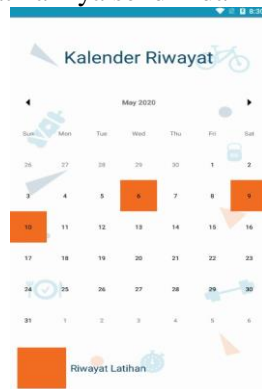 8:30
Kalender Riwayat
May 2020
Sun Mon Tue Wed Thu Fri Sat
26 27 28 29 30 1 2
3 4 5 6 7 8 9
10 11 12 13 14 15 16
17 18 19 20 21 22 23
24 25 26 27 28 29 30
31 1 2 3 4 5 6
Riwayat Latihan